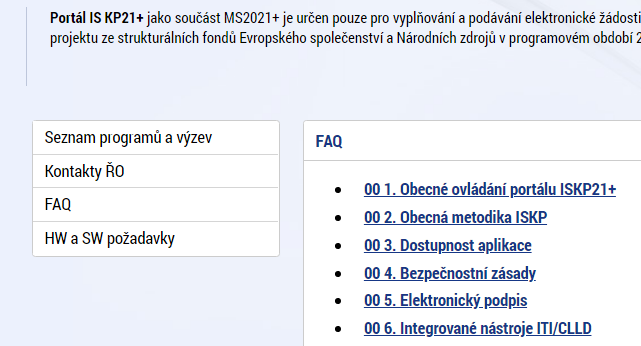 Portál IS KP21+ jako součást MS2021+ je určen pouze pro vyplňování a podávání elektronické žádosti
projektu ze strukturálních fondů Evropského společenství a Národních zdrojů v programovém období
Seznam programů a výzev
Kontakty ŘO
FAQ
HW a SW požadavky
FAQ
00 1. Obecné ovládání portálu ISKP21+
00 2. Obecná metodika ISKP
00 3. Dostupnost aplikace
00 4. Bezpečnostní zásady
00 5. Elektronický podpis
00 6. Integrované nástroje ITI/CLLD